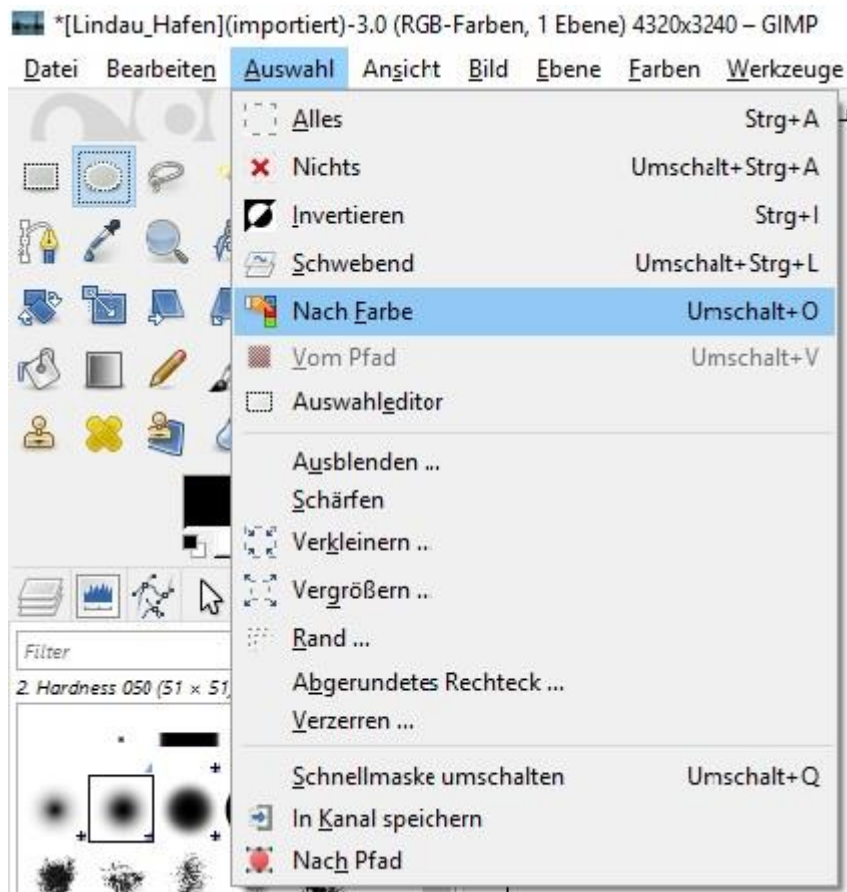 *[Lindau_Hafen](importiert)-3.0 (RGB-Farben, 1 Ebene) 4320x3240 – GIMP
Datei Bearbeiten Auswahl Ansicht Bild Ebene Farben Werkzeuge
Alles Strg+A
Nichts Umschalt+Strg+A
Invertieren Strg+I
Schwebend Umschalt+Strg+L
Nach Farbe Umschalt+O
Vom Pfad Umschalt+V
Auswahleditor
Ausblenden ...
Schärfen
Verkleinern ...
Vergrößern ...
Rand ...
Abgerundetes Rechteck ...
Verzerren ...
Schnellmaske umschalten Umschalt+Q
In Kanal speichern
Nach Pfad
Filter
2. Hardness 050 (51 × 51)